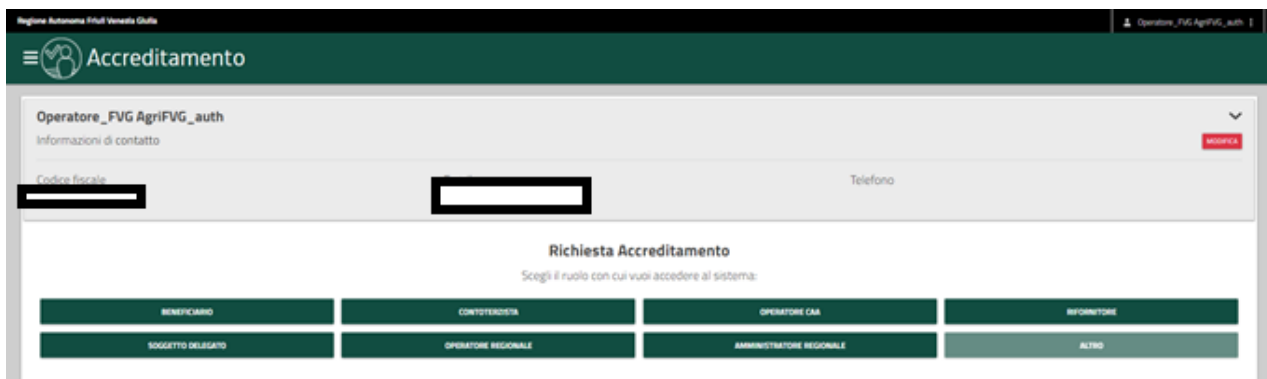 Regione Autonoma Friuli Venezia Giulia
Operatore_FVG AgriFVG_auth
Accreditamento
Operatore_FVG AgriFVG_auth
Informazioni di contatto
MODIFICA
Codice fiscale
Telefono
Richiesta Accreditamento
Scegli il ruolo con cui vuoi accedere al sistema:
BENEFICIARIO
CONTOTERZISTA
OPERATORE CAA
RIFORNITORE
SOGGETTO DELEGATO
OPERATORE REGIONALE
AMMINISTRATORE REGIONALE
ALTRO